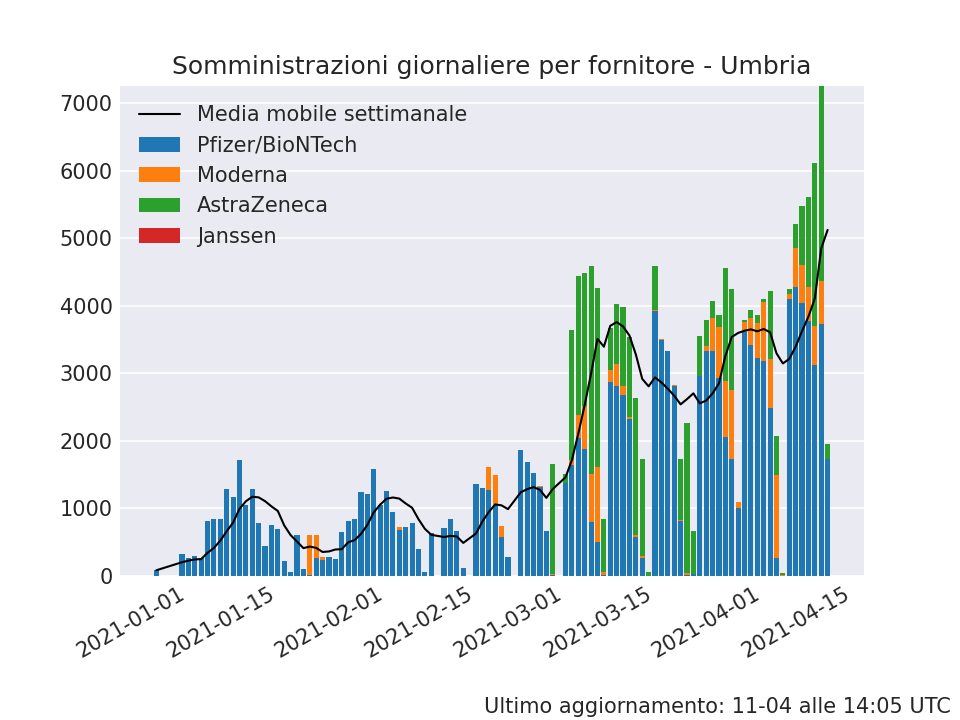 Somministrazioni giornaliere per fornitore - Umbria
7000
6000
5000
4000
3000
2000
1000
0
Media mobile settimanale
Pfizer/BioNTech
Moderna
AstraZeneca
Janssen
2021-01-01
2021-01-15
2021-02-01
2021-02-15
2021-03-01
2021-03-15
2021-04-01
2021-04-15
Ultimo aggiornamento: 11-04 alle 14:05 UTC